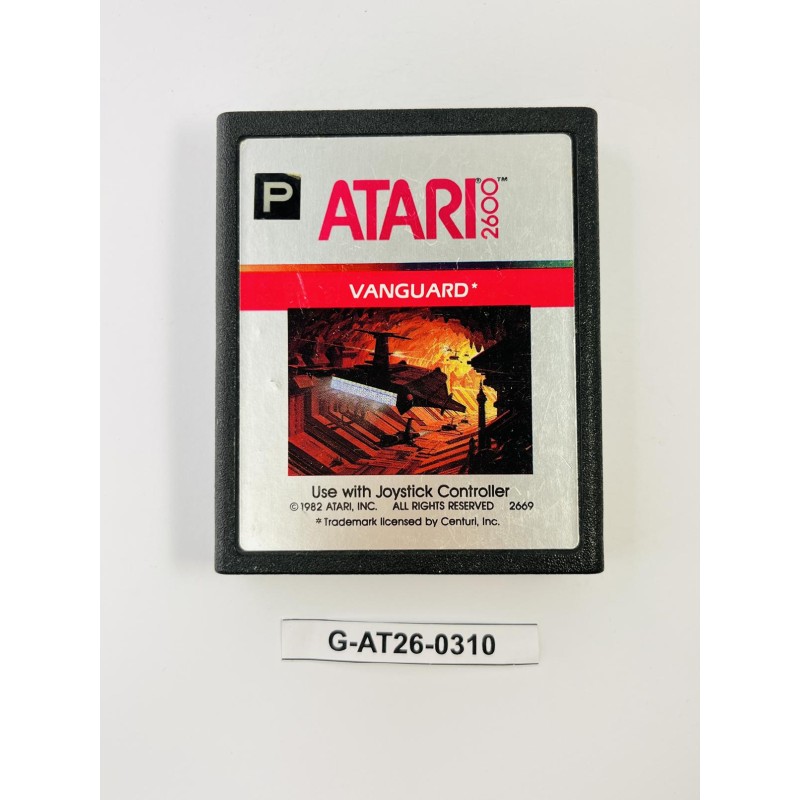 P
ATARI® 2600™
VANGUARD*
Use with Joystick Controller
©1982 ATARI, INC. ALL RIGHTS RESERVED 2669
*Trademark licensed by Centuri, Inc.
G-AT26-0310